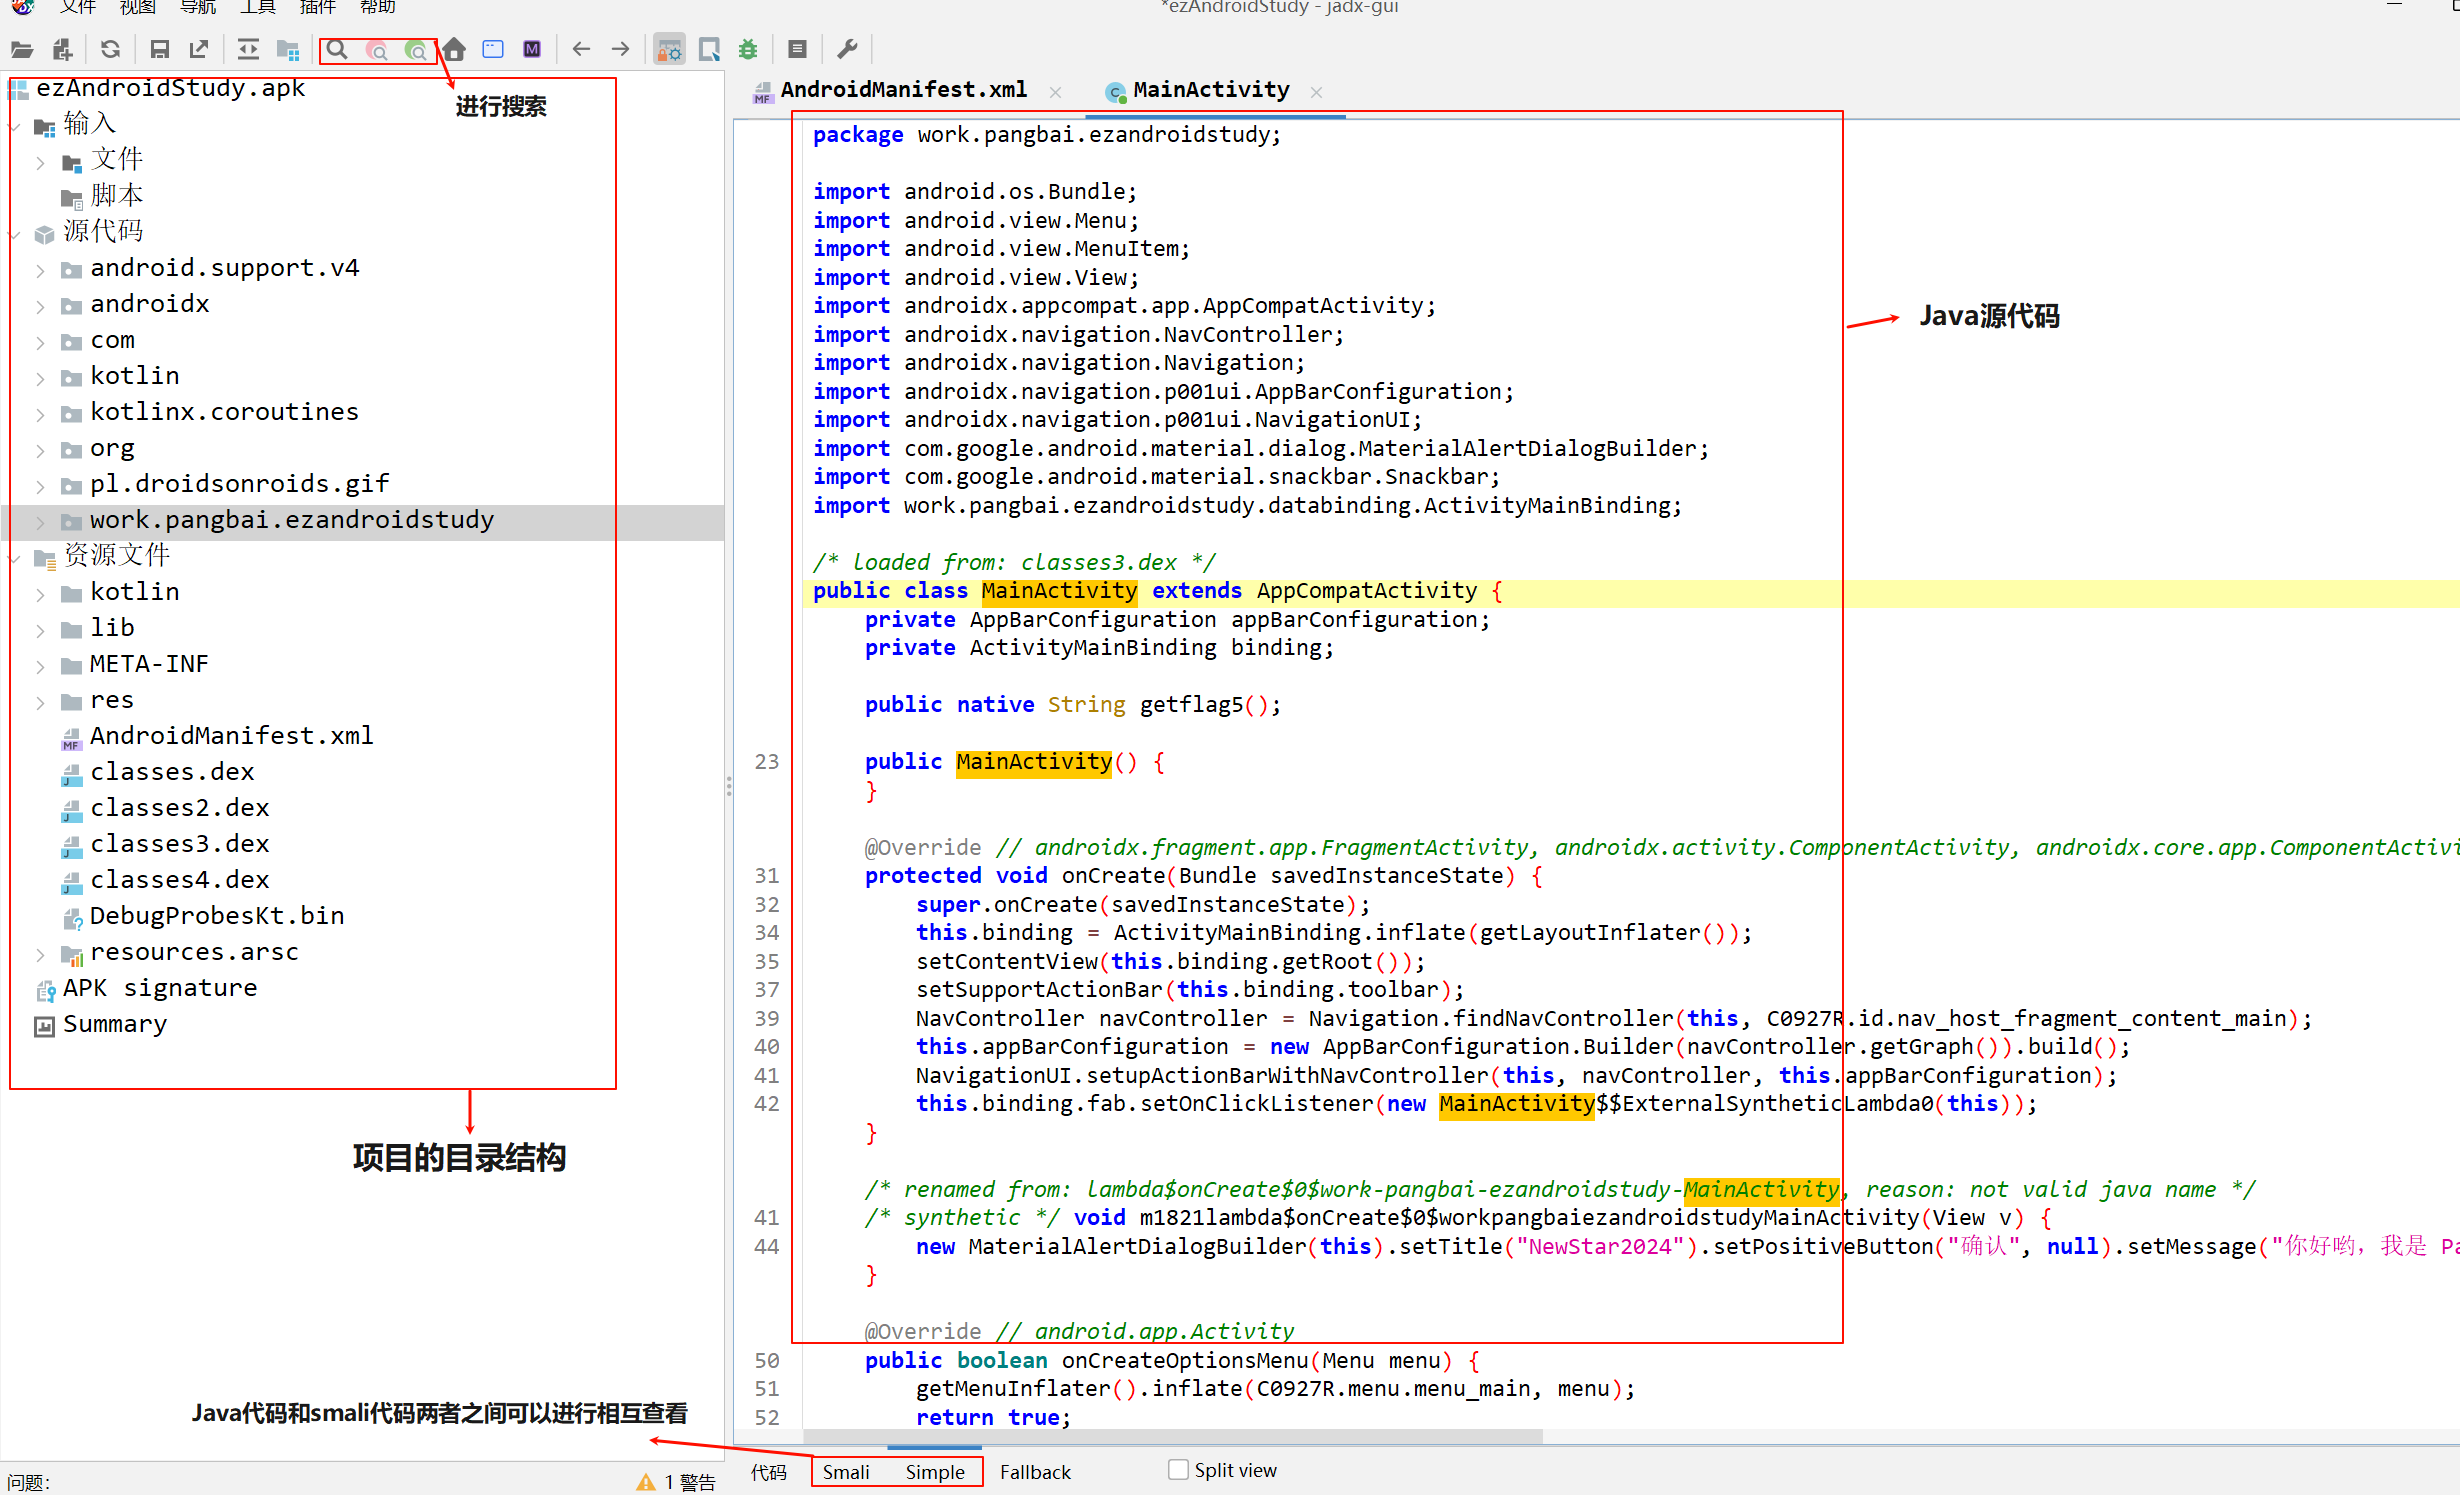 *ezAndroidStudy - jadx-gui
文件 视图 导航 工具 插件 帮助
进行搜索
ezAndroidStudy.apk
输入
文件
脚本
源代码
android.support.v4
androidx
com
kotlin
kotlinx.coroutines
org
pl.droidsonroids.gif
work.pangbai.ezandroidstudy
资源文件
kotlin
lib
META-INF
res
AndroidManifest.xml
classes.dex
classes2.dex
classes3.dex
classes4.dex
DebugProbesKt.bin
resources.arsc
APK signature
Summary
项目的目录结构
Java代码和smali代码两者之间可以进行相互查看
问题:
1 警告
AndroidManifest.xml
MainActivity
package work.pangbai.ezandroidstudy;
import android.os.Bundle;
import android.view.Menu;
import android.view.MenuItem;
import android.view.View;
import androidx.appcompat.app.AppCompatActivity;
import androidx.navigation.NavController;
import androidx.navigation.Navigation;
import androidx.navigation.p001ui.AppBarConfiguration;
import androidx.navigation.p001ui.NavigationUI;
import com.google.android.material.dialog.MaterialAlertDialogBuilder;
import com.google.android.material.snackbar.Snackbar;
import work.pangbai.ezandroidstudy.databinding.ActivityMainBinding;
Java源代码
/* loaded from: classes3.dex */
public class MainActivity extends AppCompatActivity {
private AppBarConfiguration appBarConfiguration;
private ActivityMainBinding binding;
public native String getflag5();
23 public MainActivity() {
}
@Override // androidx.fragment.app.FragmentActivity, androidx.activity.ComponentActivity, androidx.core.app.ComponentActivi
31 protected void onCreate(Bundle savedInstanceState) {
32 super.onCreate(savedInstanceState);
34 this.binding = ActivityMainBinding.inflate(getLayoutInflater());
35 setContentView(this.binding.getRoot());
37 setSupportActionBar(this.binding.toolbar);
39 NavController navController = Navigation.findNavController(this, C0927R.id.nav_host_fragment_content_main);
40 this.appBarConfiguration = new AppBarConfiguration.Builder(navController.getGraph()).build();
41 NavigationUI.setupActionBarWithNavController(this, navController, this.appBarConfiguration);
42 this.binding.fab.setOnClickListener(new MainActivity$$ExternalSyntheticLambda0(this));
}
/* renamed from: lambda$onCreate$0$work-pangbai-ezandroidstudy-MainActivity, reason: not valid java name */
41 /* synthetic */ void m1821lambda$onCreate$0$workpangbaiezandroidstudyMainActivity(View v) {
44 new MaterialAlertDialogBuilder(this).setTitle("NewStar2024").setPositiveButton("确认", null).setMessage("你好哟，我是 Pa
}
@Override // android.app.Activity
50 public boolean onCreateOptionsMenu(Menu menu) {
51 getMenuInflater().inflate(C0927R.menu.menu_main, menu);
52 return true;
代码 Smali Simple Fallback Split view